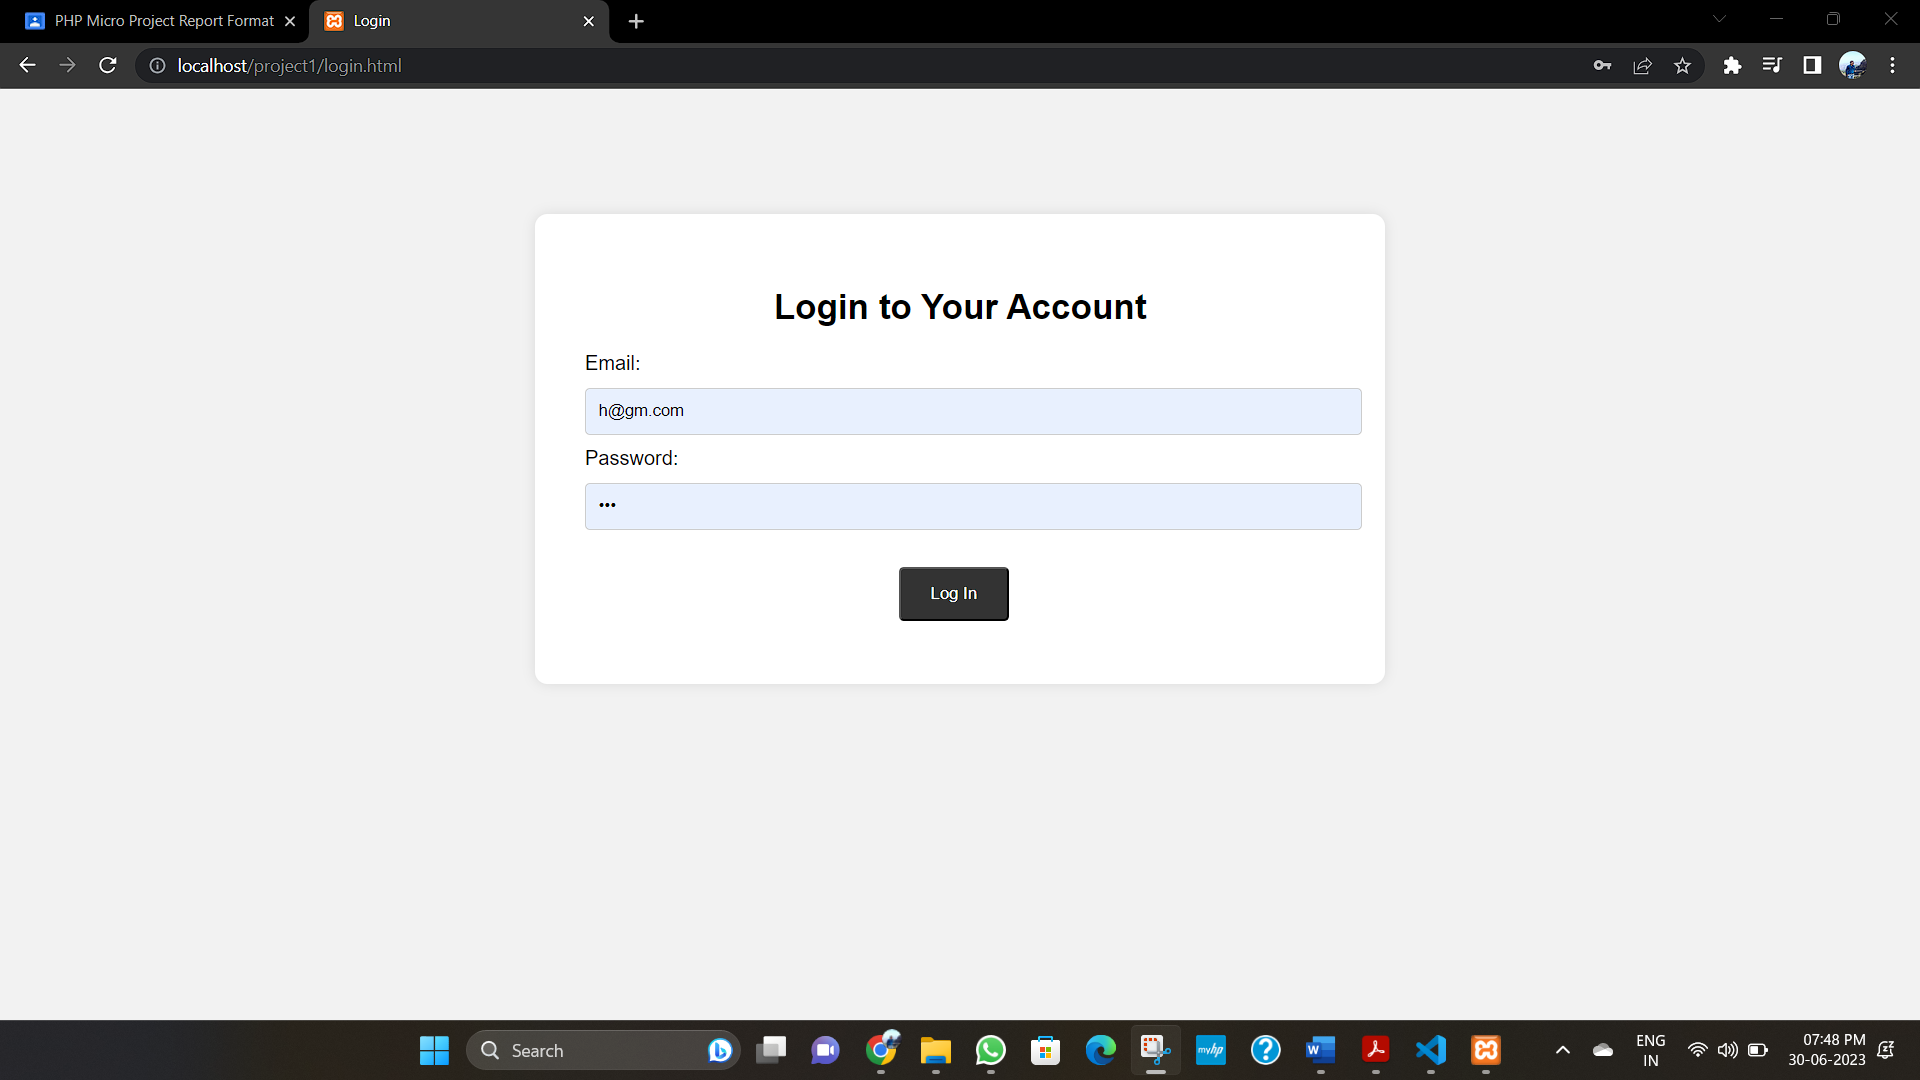 PHP Micro Project Report Format
Login
localhost/project1/login.html
Login to Your Account
Email:
h@gm.com
Password:
•••
Log In
Search
myhp
ENG
IN
07:48 PM
30-06-2023